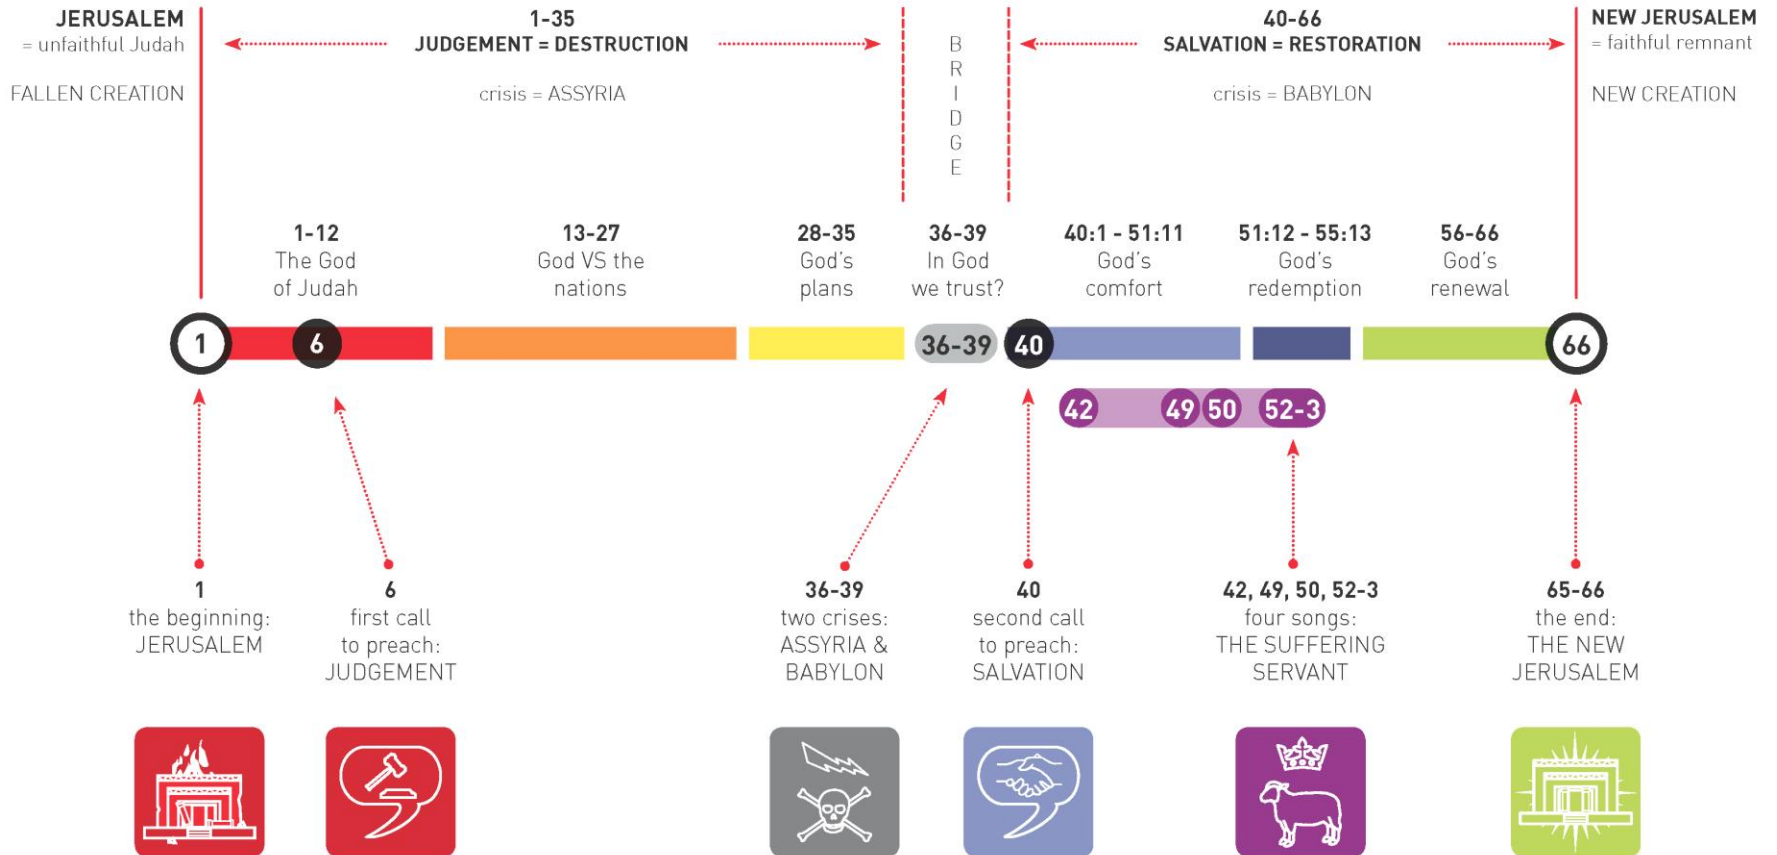 JERUSALEM
= unfaithful Judah
FALLEN CREATION
1-35
JUDGEMENT = DESTRUCTION
crisis = ASSYRIA
BRIDGE
40-66
SALVATION = RESTORATION
crisis = BABYLON
NEW JERUSALEM
= faithful remnant
NEW CREATION
1-12
The God
of Judah
13-27
God VS the
nations
28-35
God's
plans
36-39
In God
we trust?
40:1 - 51:11
God's
comfort
51:12 - 55:13
God's
redemption
56-66
God's
renewal
1
6
36-39
40
66
42
49
50
52-3
1
the beginning:
JERUSALEM
6
first call
to preach:
JUDGEMENT
36-39
two crises:
ASSYRIA &
BABYLON
40
second call
to preach:
SALVATION
42, 49, 50, 52-3
four songs:
THE SUFFERING
SERVANT
65-66
the end:
THE NEW
JERUSALEM